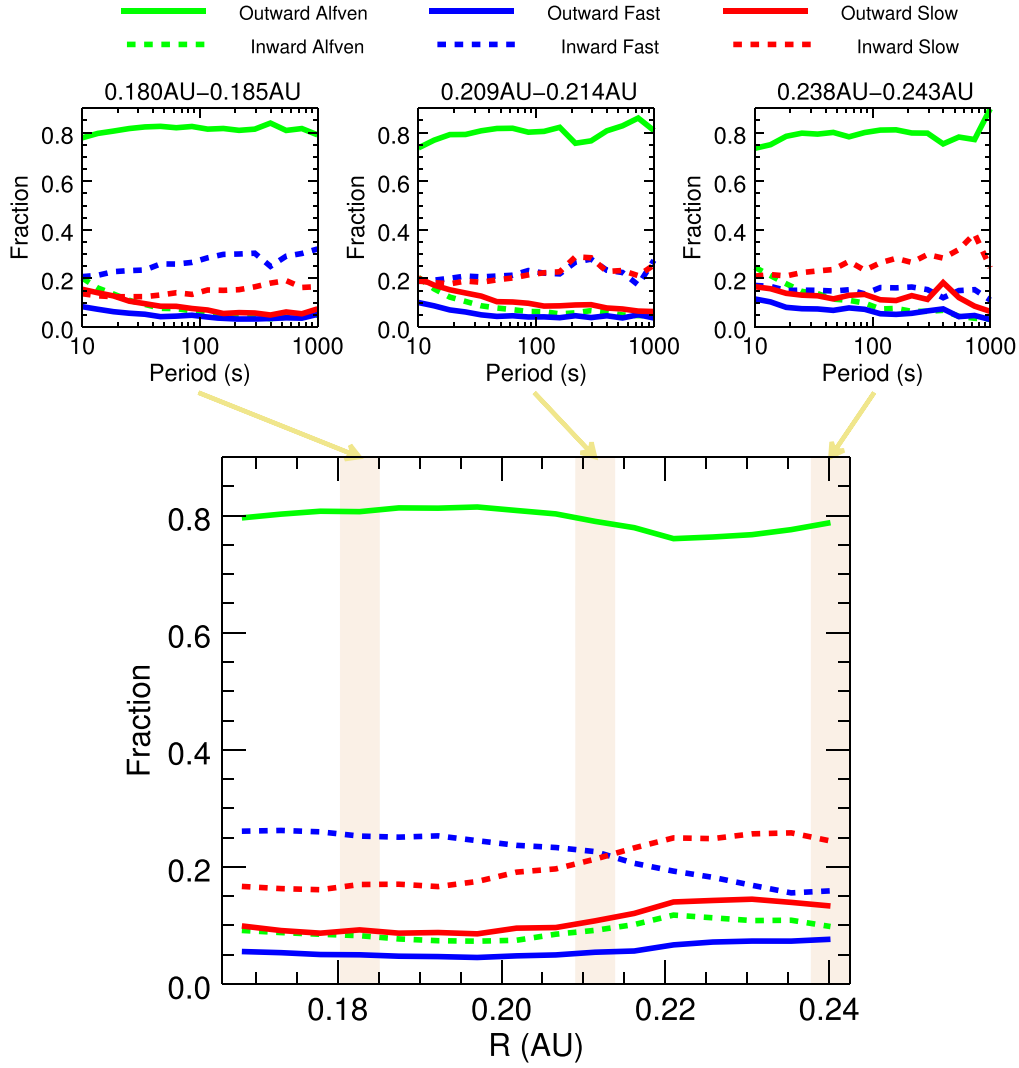 Outward Alfven Outward Fast Outward Slow
Inward Alfven Inward Fast Inward Slow
0.180AU−0.185AU 0.209AU−0.214AU 0.238AU−0.243AU
0.8 0.8 0.8
0.6 0.6 0.6
Fraction Fraction Fraction
0.4 0.4 0.4
0.2 0.2 0.2
0.0 0.0 0.0
10 100 1000 10 100 1000 10 100 1000
Period (s) Period (s) Period (s)
0.8
0.6
Fraction
0.4
0.2
0.0
0.18 0.20 0.22 0.24
R (AU)